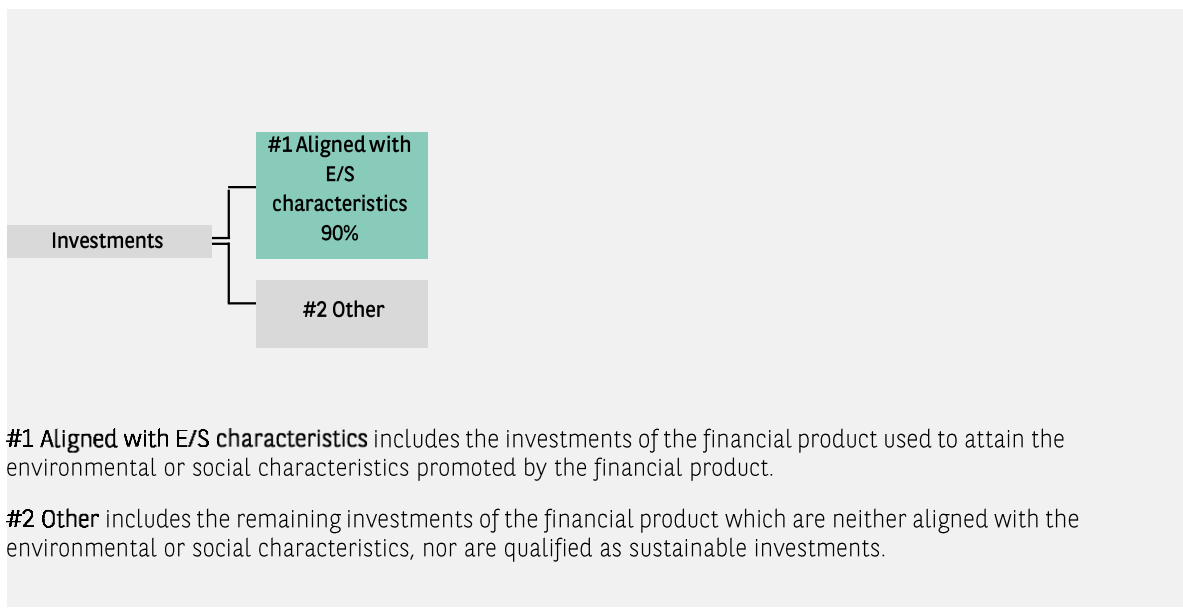 #1 Aligned with
E/S
characteristics
90%
Investments
#2 Other
#1 Aligned with E/S characteristics includes the investments of the financial product used to attain the
environmental or social characteristics promoted by the financial product.
#2 Other includes the remaining investments of the financial product which are neither aligned with the
environmental or social characteristics, nor are qualified as sustainable investments.